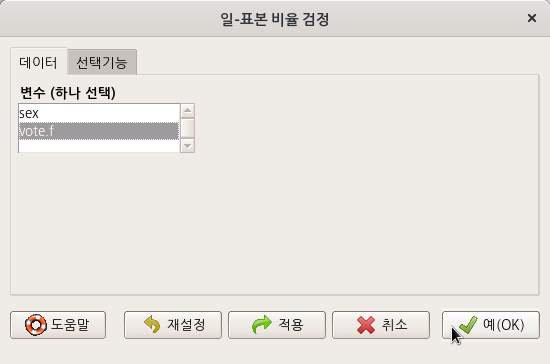 일-표본 비율 검정
데이터 선택기능
변수 (하나 선택)
sex
vote.f
도움말 재설정 적용 취소 예(OK)